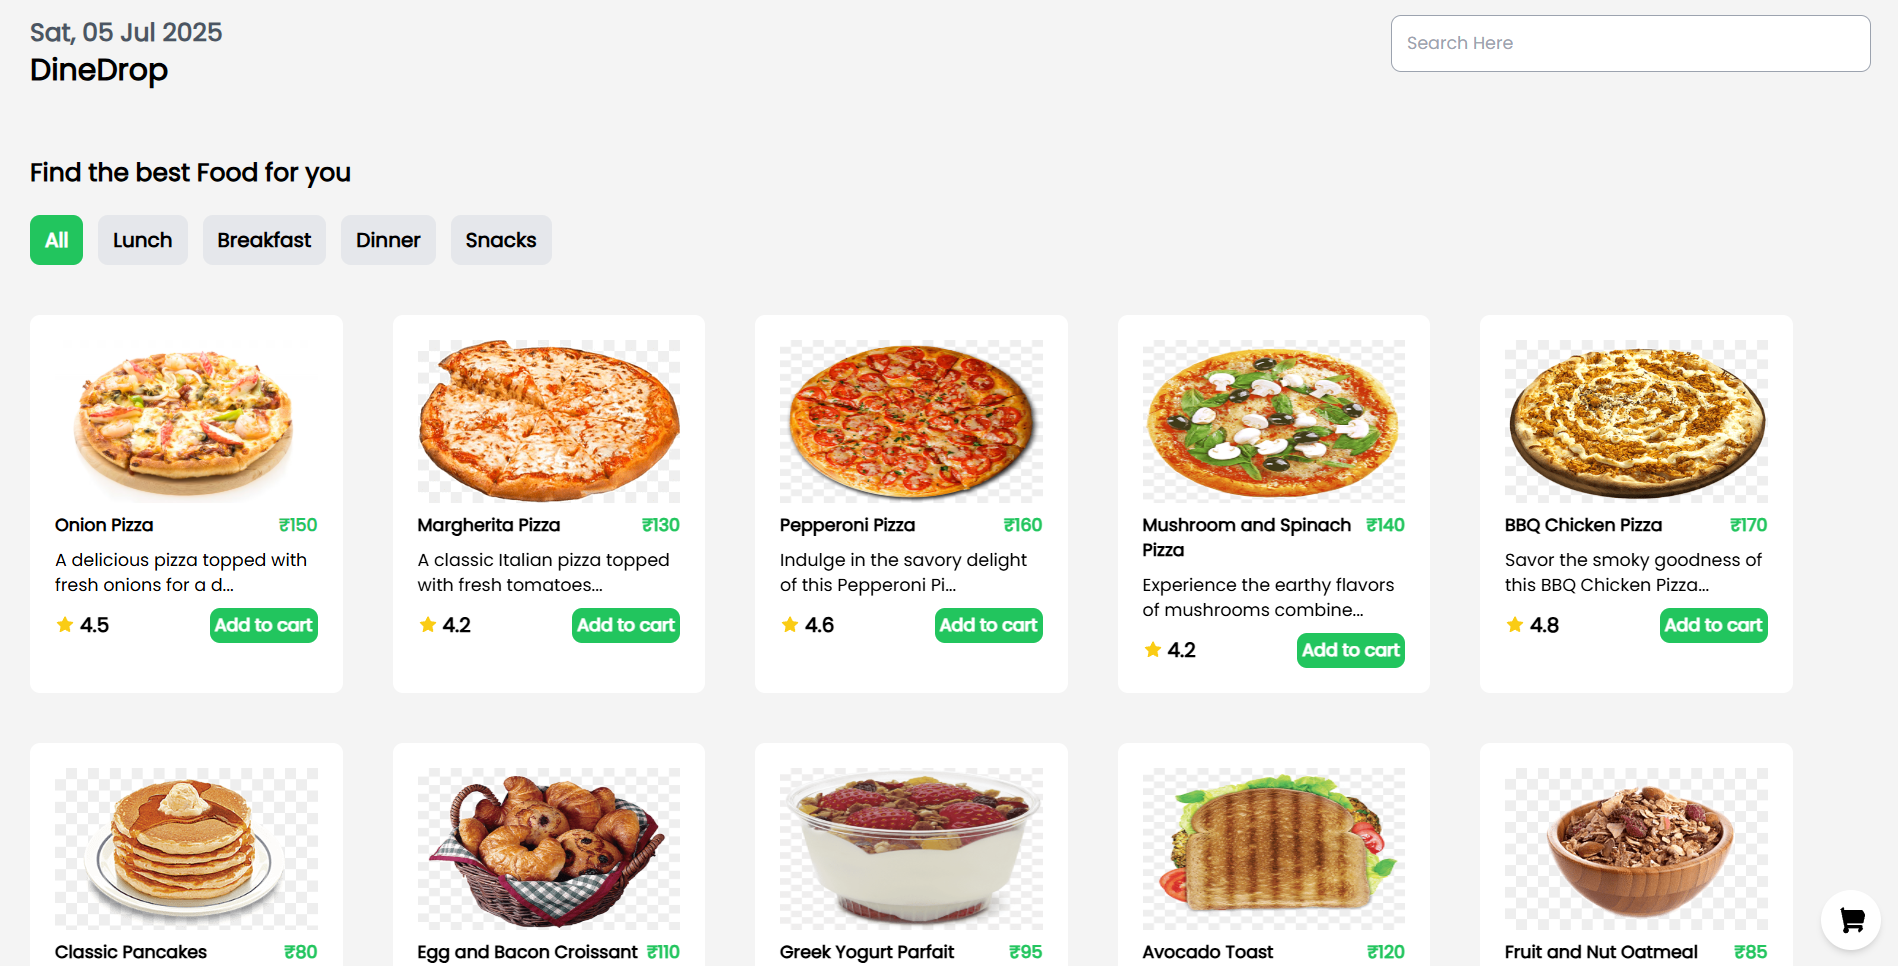 Sat, 05 Jul 2025
Search Here
DineDrop
Find the best Food for you
All
Lunch
Breakfast
Dinner
Snacks
Onion Pizza ₹150
A delicious pizza topped with
fresh onions for a d...
4.5 Add to cart
Margherita Pizza ₹130
A classic Italian pizza topped
with fresh tomatoes...
4.2 Add to cart
Pepperoni Pizza ₹160
Indulge in the savory delight
of this Pepperoni Pi...
4.6 Add to cart
Mushroom and Spinach ₹140
Pizza
Experience the earthy flavors
of mushrooms combine...
4.2 Add to cart
BBQ Chicken Pizza ₹170
Savor the smoky goodness of
this BBQ Chicken Pizza...
4.8 Add to cart
Classic Pancakes ₹80
Egg and Bacon Croissant ₹110
Greek Yogurt Parfait ₹95
Avocado Toast ₹120
Fruit and Nut Oatmeal ₹85